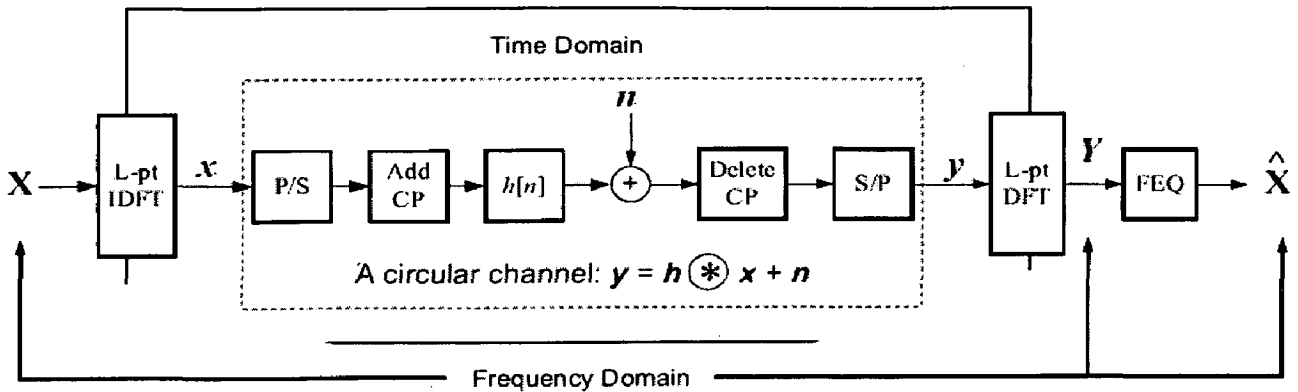 Time Domain
n
X
L-pt
IDFT
x
P/S
Add
CP
h[n]
+
Delete
CP
S/P
y
L-pt
DFT
Y
FEQ
X̂
A circular channel: y = h ⊛ x + n
Frequency Domain